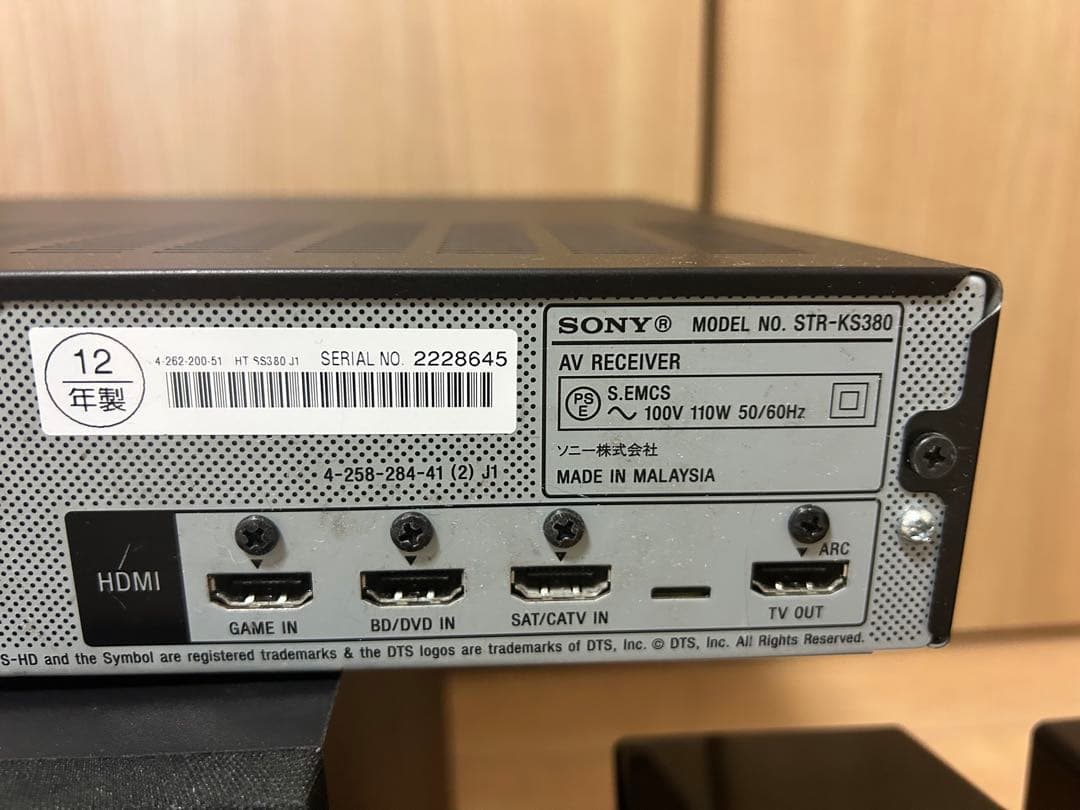 12
年製
4-262-200-51 HT SS380 J1 SERIAL NO. 2228645
SONY® MODEL NO. STR-KS380
AV RECEIVER
PS
E
S.EMCS
100V 110W 50/60Hz
ソニー株式会社
MADE IN MALAYSIA
4-258-284-41 (2) J1
HDMI
GAME IN
BD/DVD IN
SAT/CATV IN
ARC
TV OUT
S-HD and the Symbol are registered trademarks & the DTS logos are trademarks of DTS, Inc. © DTS, Inc. All Rights Reserved.